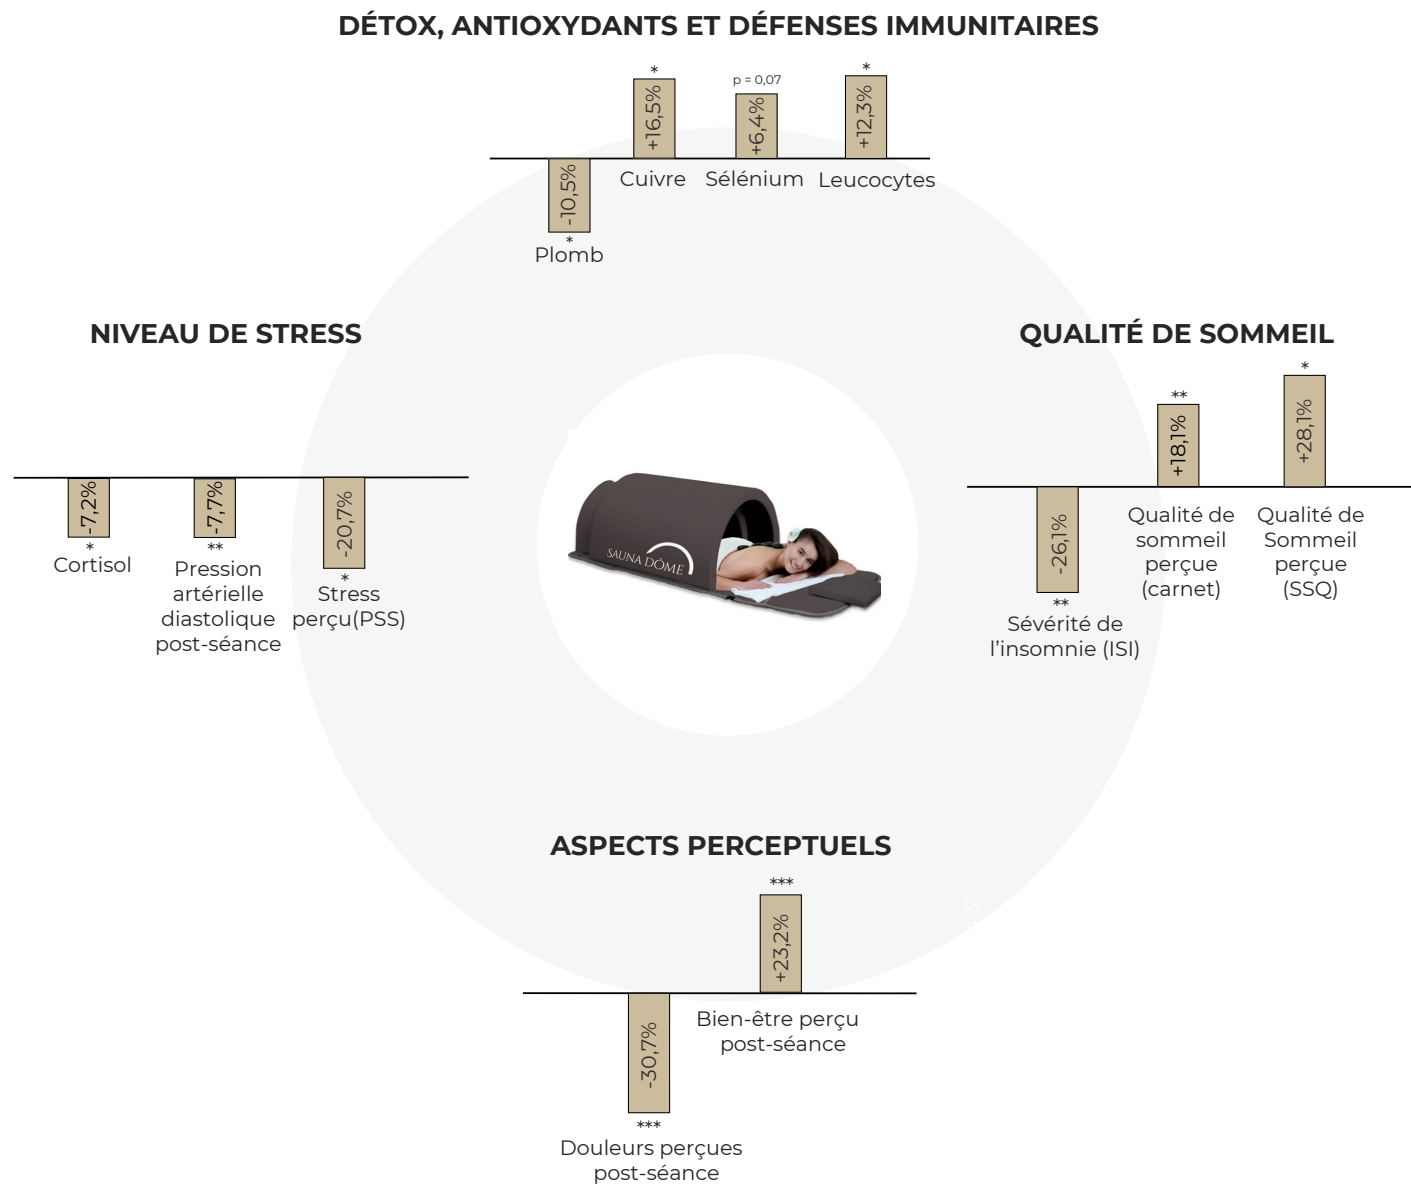 DÉTOX, ANTIOXYDANTS ET DÉFENSES IMMUNITAIRES
*
p = 0,07
*
+16,5%
+6,4%
+12,3%
Cuivre
Sélénium
Leucocytes
-10,5%
*
Plomb
NIVEAU DE STRESS
-7,2%
-7,7%
-20,7%
*
Cortisol
**
Pression
artérielle
diastolique
post-séance
*
Stress
perçu(PSS)
QUALITÉ DE SOMMEIL
**
*
+18,1%
+28,1%
-26,1%
Qualité de
sommeil
perçue
(carnet)
Qualité de
Sommeil
perçue
(SSQ)
**
Sévérité de
l'insomnie (ISI)
SAUNA DÔME
ASPECTS PERCEPTUELS
***
+23,2%
Bien-être perçu
post-séance
-30,7%
***
Douleurs perçues
post-séance